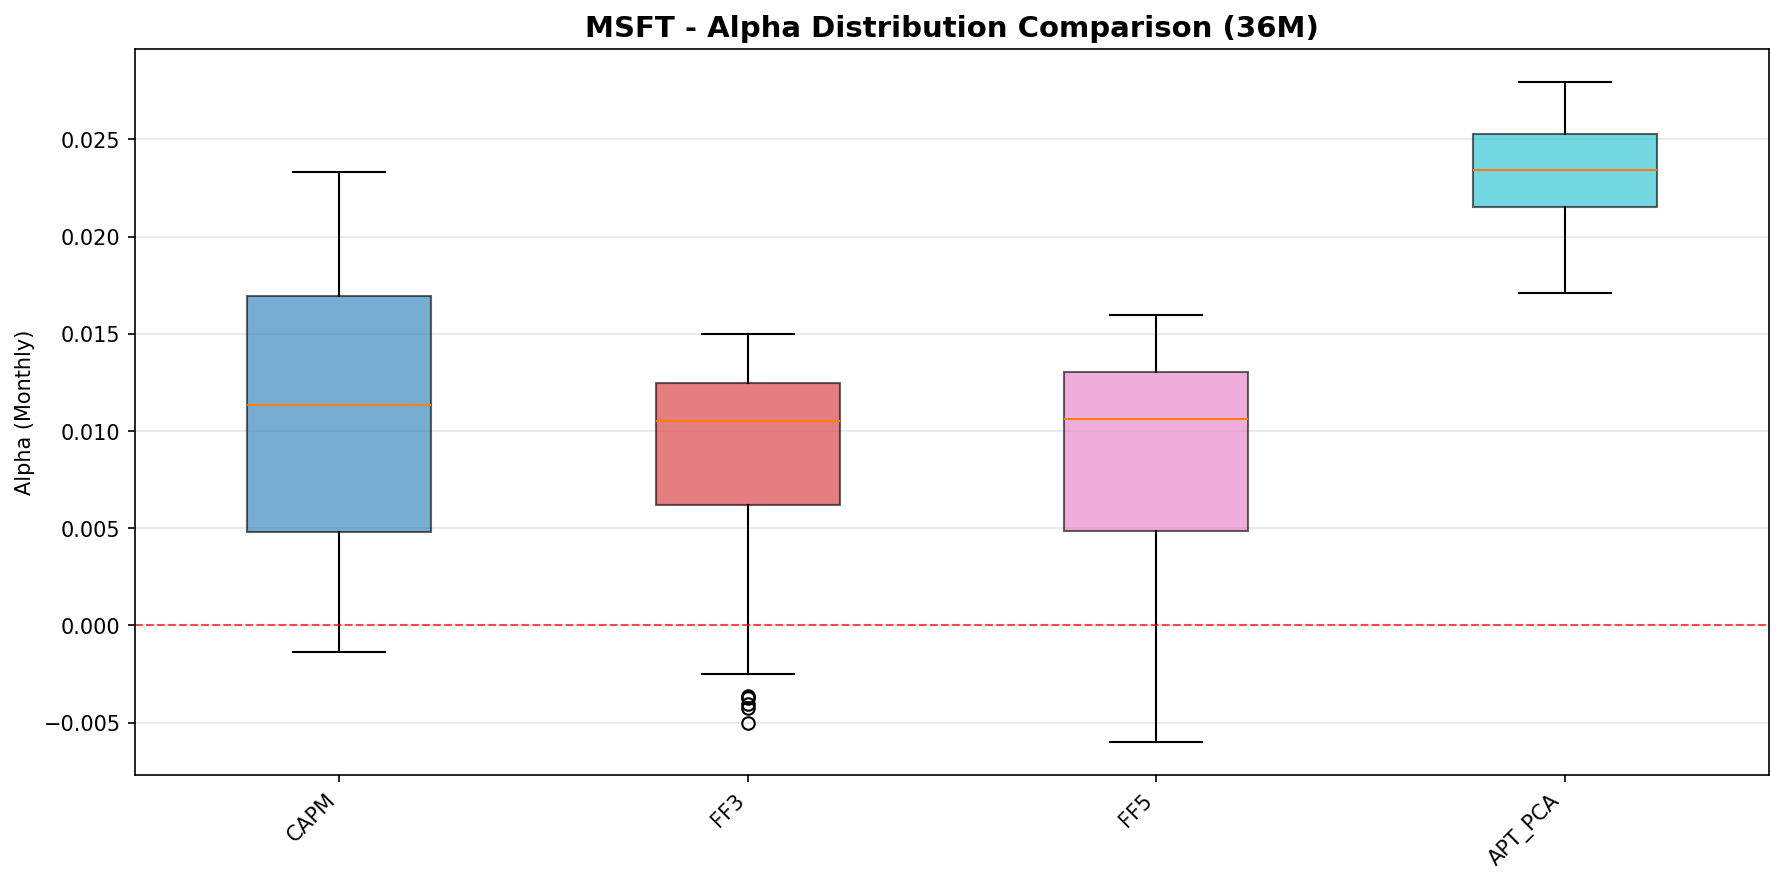 MSFT - Alpha Distribution Comparison (36M)
Alpha (Monthly)
0.025
0.020
0.015
0.010
0.005
0.000
−0.005
CAPM
FF3
FF5
APT_PCA